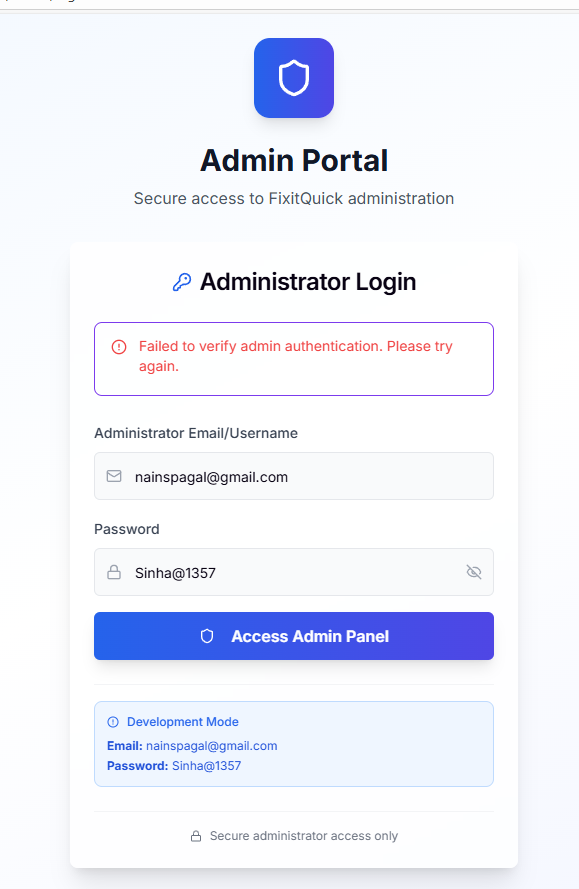 Admin Portal
Secure access to FixitQuick administration
Administrator Login
Failed to verify admin authentication. Please try
again.
Administrator Email/Username
nainspagal@gmail.com
Password
Sinha@1357
Access Admin Panel
Development Mode
Email: nainspagal@gmail.com
Password: Sinha@1357
Secure administrator access only